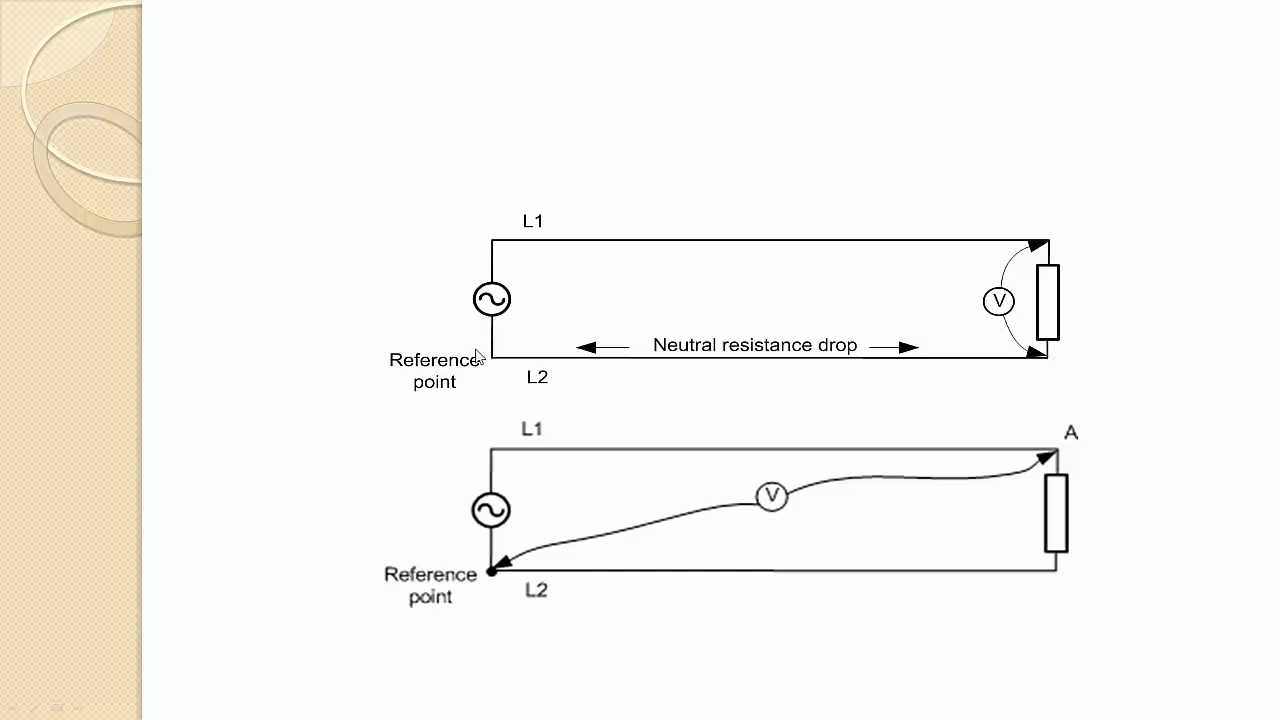 L1
V
Neutral resistance drop
Reference
point
L2
L1
A
V
Reference
point
L2